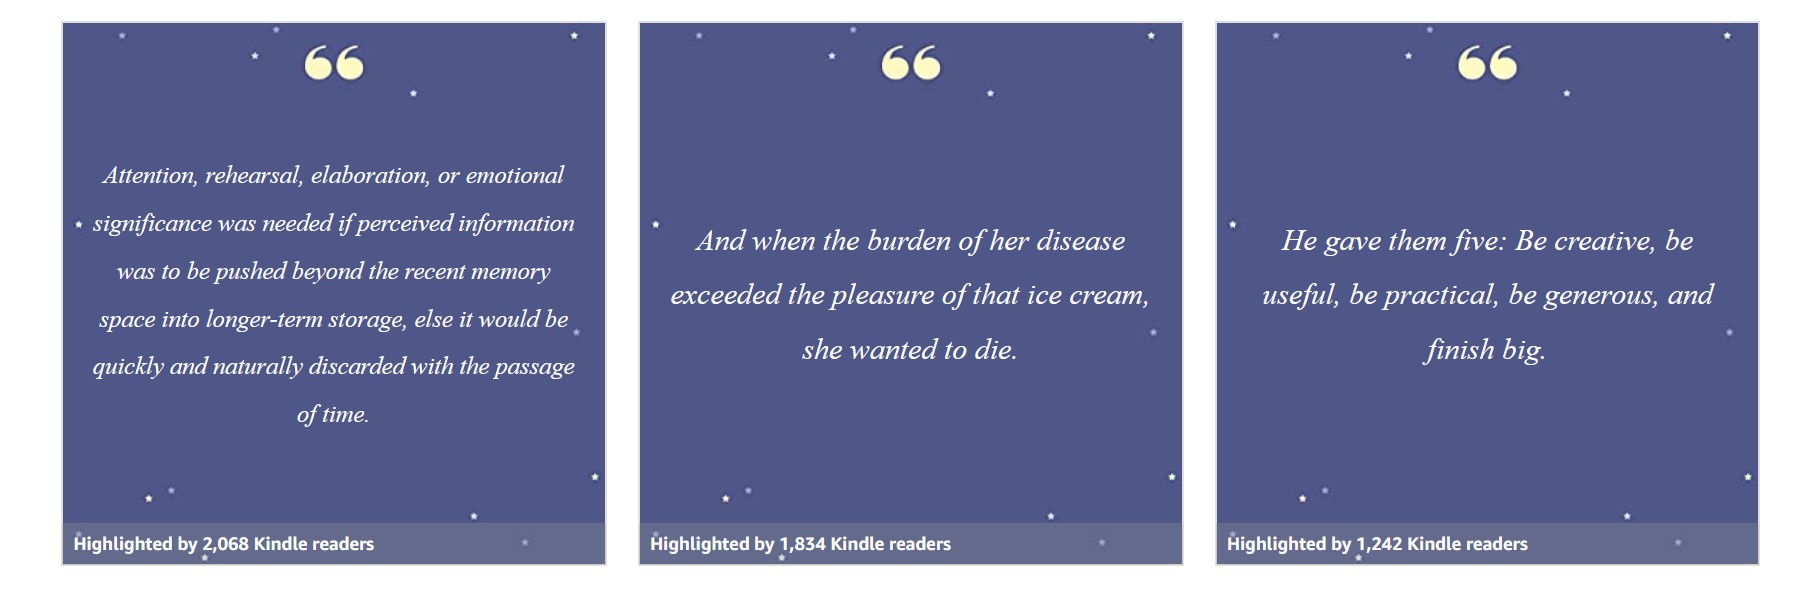 “
Attention, rehearsal, elaboration, or emotional
significance was needed if perceived information
was to be pushed beyond the recent memory
space into longer-term storage, else it would be
quickly and naturally discarded with the passage
of time.
Highlighted by 2,068 Kindle readers
“
And when the burden of her disease
exceeded the pleasure of that ice cream,
she wanted to die.
Highlighted by 1,834 Kindle readers
“
He gave them five: Be creative, be
useful, be practical, be generous, and
finish big.
Highlighted by 1,242 Kindle readers